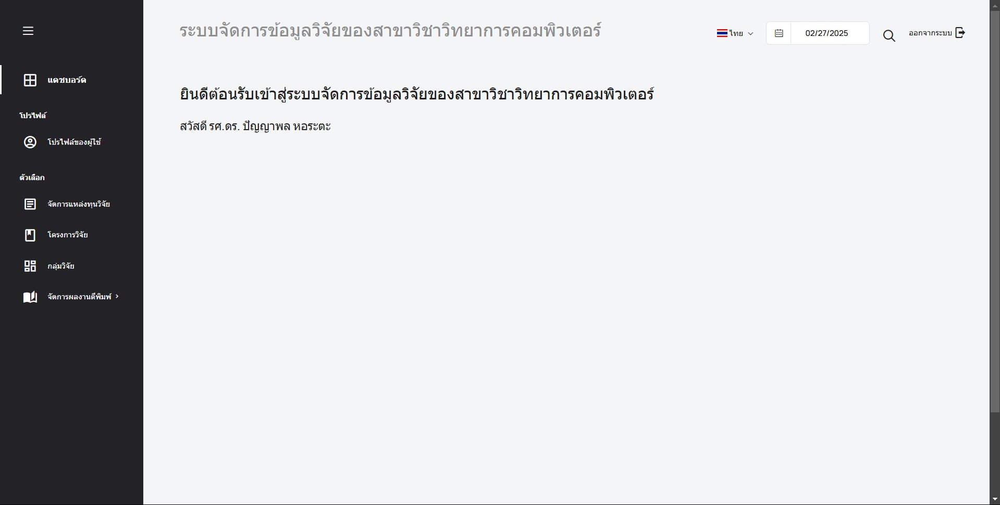 ระบบจัดการข้อมูลวิจัยของสาขาวิชาวิทยาการคอมพิวเตอร์
ไทย
02/27/2025
ออกจากระบบ
แดชบอร์ด
โปรไฟล์
โปรไฟล์ของผู้ใช้
ตัวเลือก
จัดการแหล่งทุนวิจัย
โครงการวิจัย
กลุ่มวิจัย
จัดการผลงานตีพิมพ์
ยินดีต้อนรับเข้าสู่ระบบจัดการข้อมูลวิจัยของสาขาวิชาวิทยาการคอมพิวเตอร์
สวัสดี รศ.ดร. ปัญญาพล หอระตะ